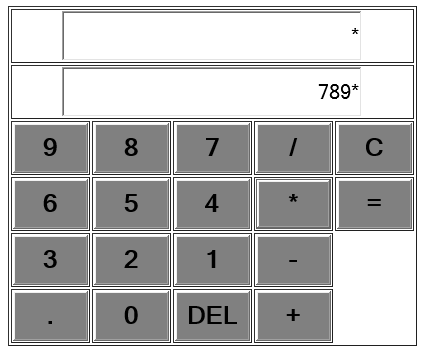 *
789*
9 8 7 / C
6 5 4 * =
3 2 1 -
. 0 DEL +